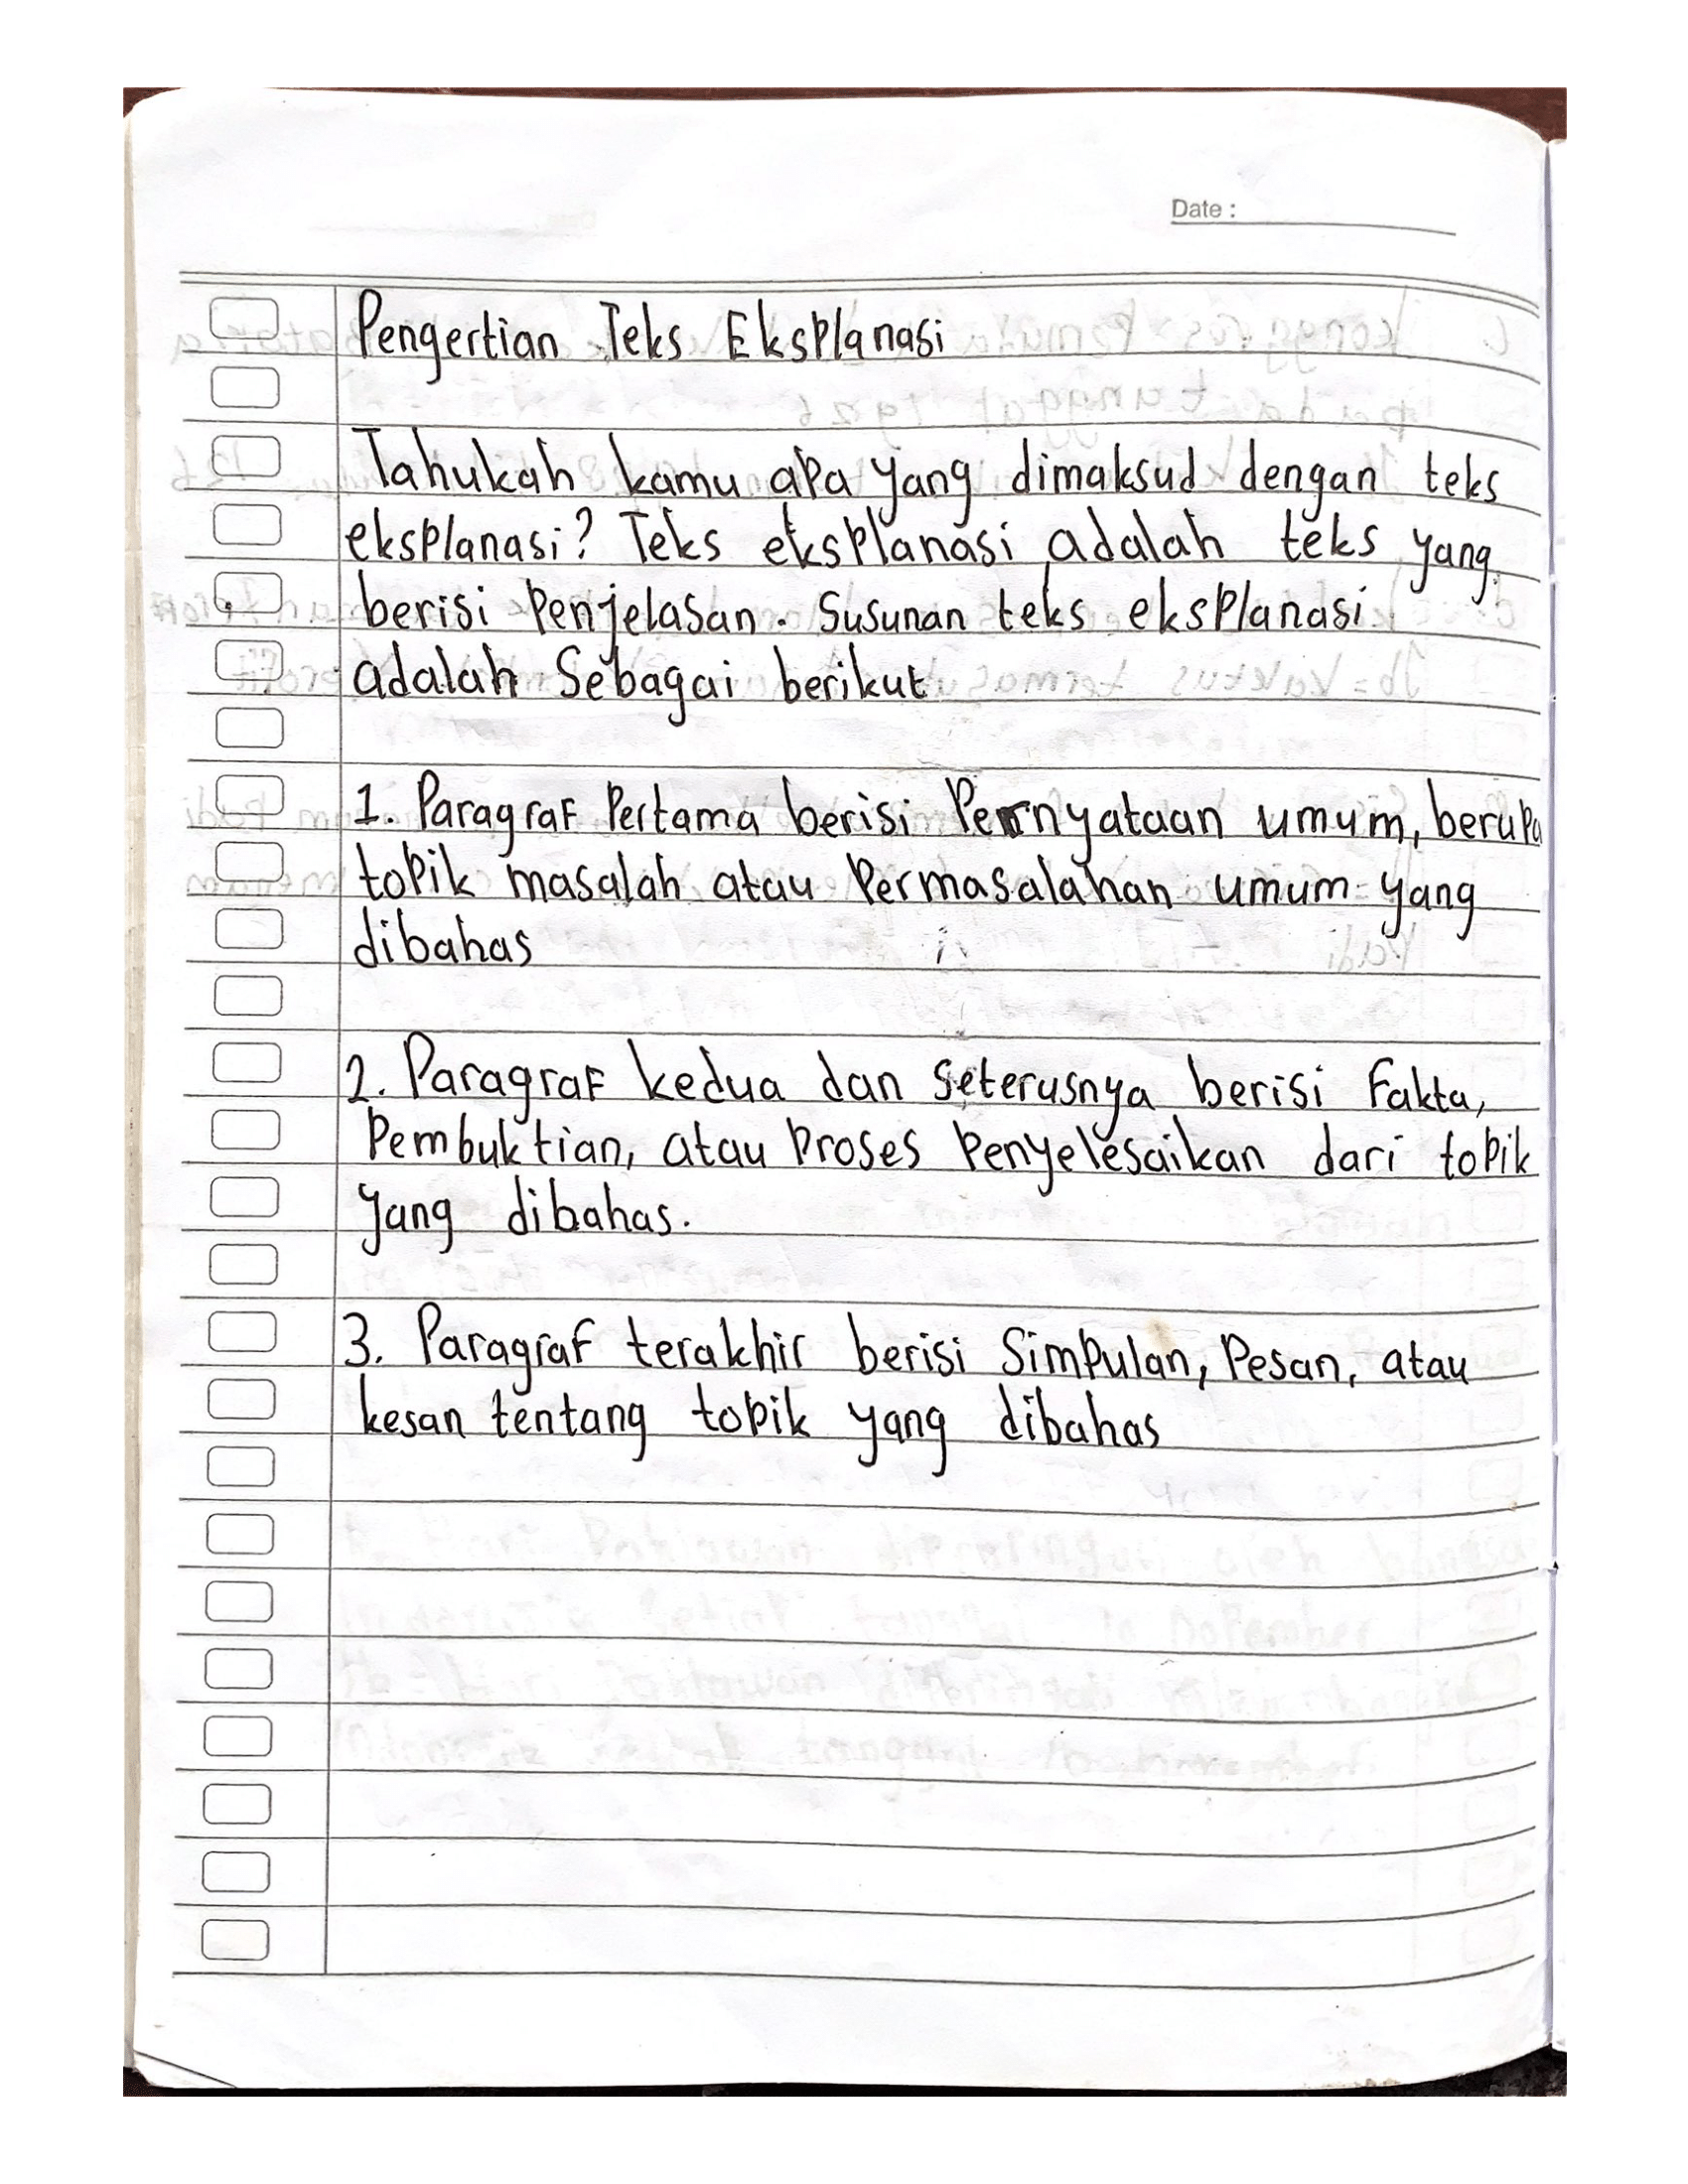 Date :
Pengertian Teks Eksplanasi
Tahukah kamu apa yang dimaksud dengan teks
eksplanasi? Teks eksplanasi adalah teks yang
berisi penjelasan. Susunan teks eksplanasi
adalah Sebagai berikut
1. Paragraf Pertama berisi Pernyataan umum, berupa
topik masalah atau Permasalahan umum yang
dibahas
2. Paragraf kedua dan seterusnya berisi Fakta,
Pembuktian, atau Proses Penyelesaikan dari topik
yang dibahas.
3. Paragraf terakhir berisi Simpulan, Pesan, atau
kesan tentang topik yang dibahas